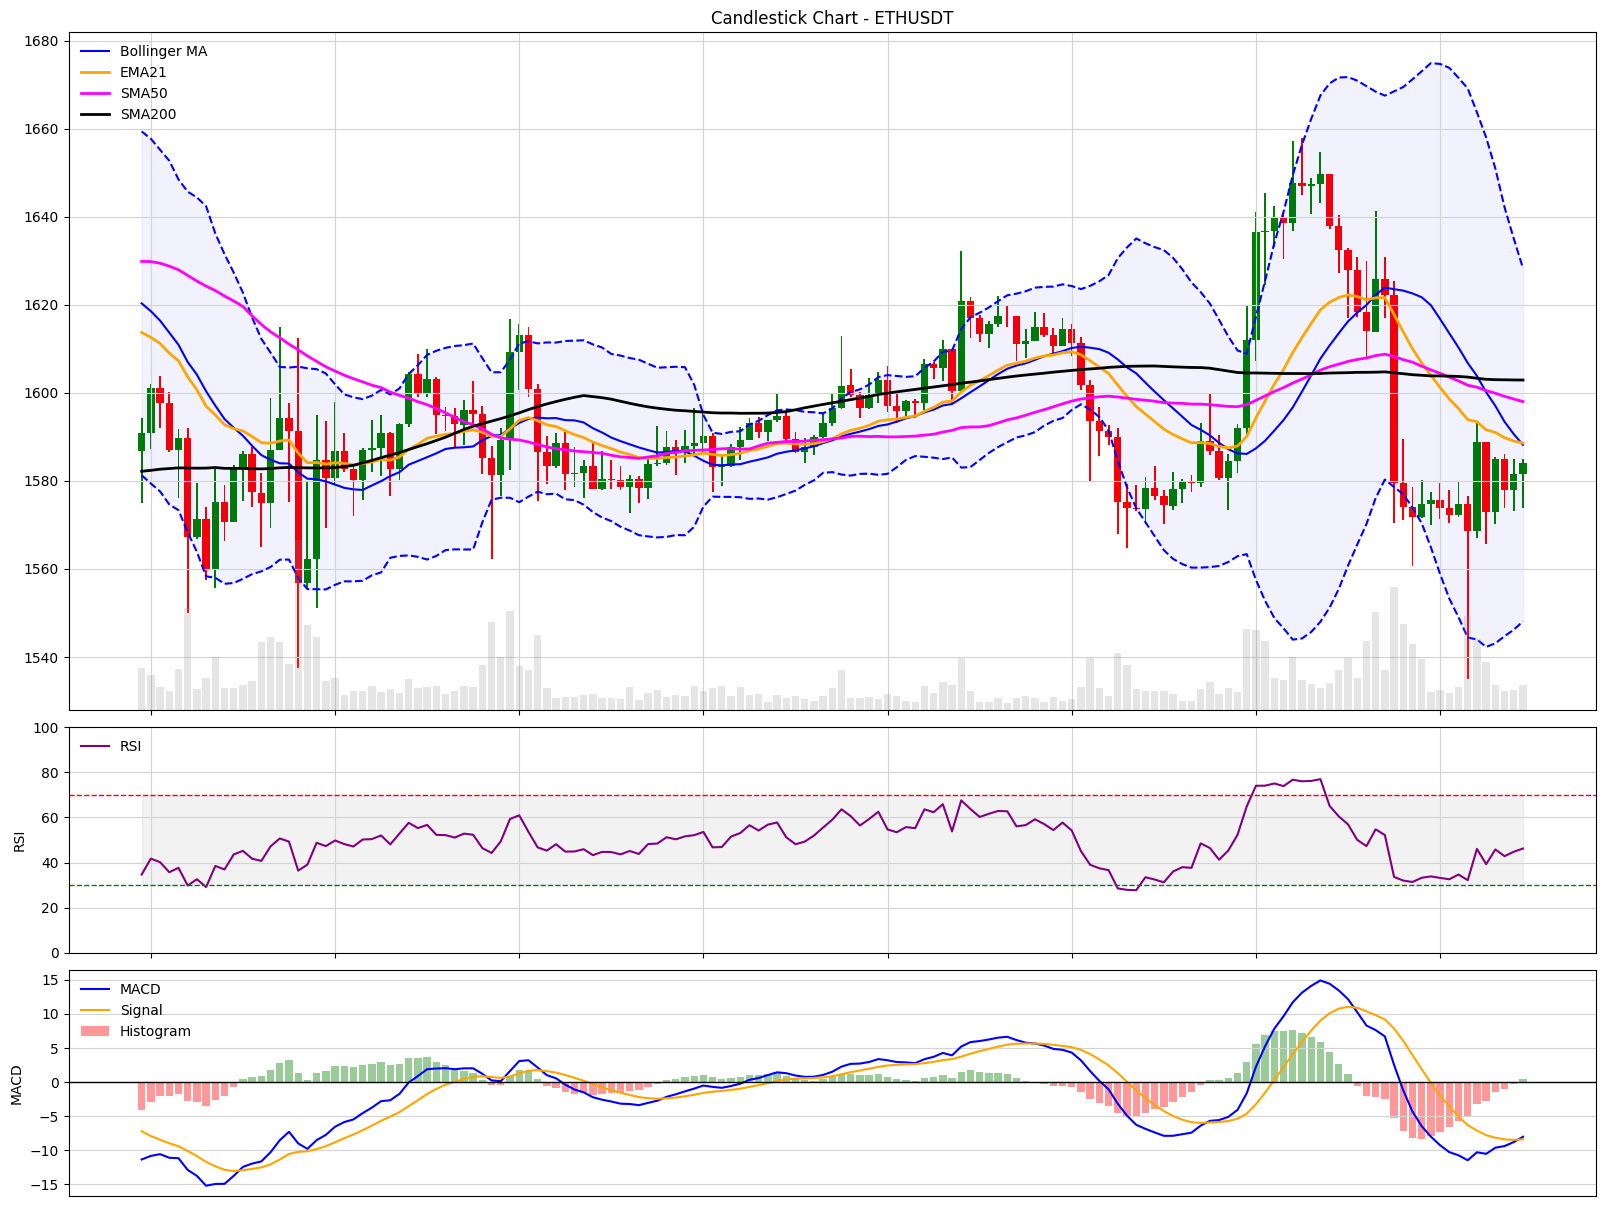 Candlestick Chart - ETHUSDT
Bollinger MA
EMA21
SMA50
SMA200
1680
1660
1640
1620
1600
1580
1560
1540
RSI
RSI
100
80
60
40
20
0
MACD
Signal
Histogram
MACD
15
10
5
0
−5
−10
−15